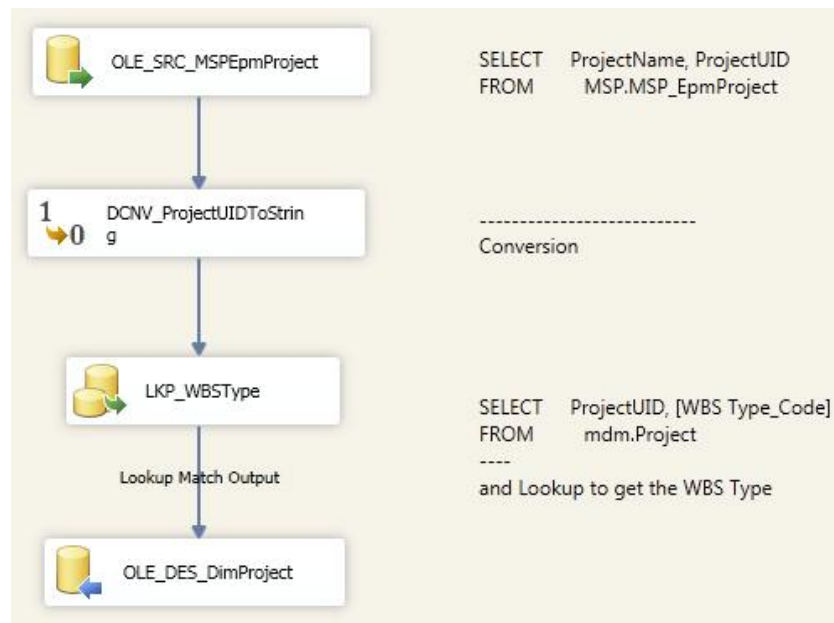 OLE_SRC_MSPEpmProject
SELECT ProjectName, ProjectUID
FROM MSP.MSP_EpmProject
1
0
DCNV_ProjectUIDToStrin
g
---------------------------
Conversion
LKP_WBSType
SELECT ProjectUID, [WBS Type_Code]
FROM mdm.Project
----
and Lookup to get the WBS Type
Lookup Match Output
OLE_DES_DimProject